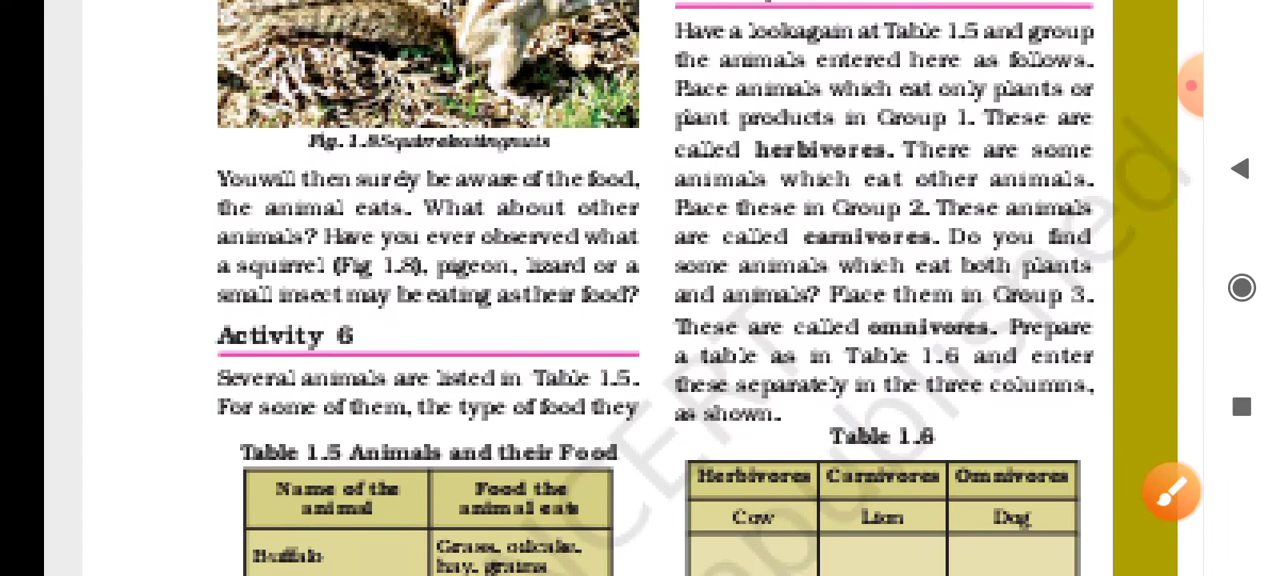 Fig. 1.8 Squirrel eating nuts
You will then surely be aware of the food,
the animal eats. What about other
animals? Have you ever observed what
a squirrel (Fig 1.8), pigeon, lizard or a
small insect may be eating as their food?
Activity 6
Several animals are listed in Table 1.5.
For some of them, the type of food they
Table 1.5 Animals and their Food
Name of the animal
Food the animal eats
Buffalo
Grass, oilcake,
hay, grains
Have a look again at Table 1.5 and group
the animals entered here as follows.
Place animals which eat only plants or
plant products in Group 1. These are
called herbivores. There are some
animals which eat other animals.
Place these in Group 2. These animals
are called carnivores. Do you find
some animals which eat both plants
and animals? Place them in Group 3.
These are called omnivores. Prepare
a table as in Table 1.6 and enter
these separately in the three columns,
as shown.
Table 1.6
Herbivores Carnivores Omnivores
Cow Lion Dog
NCERT
republished